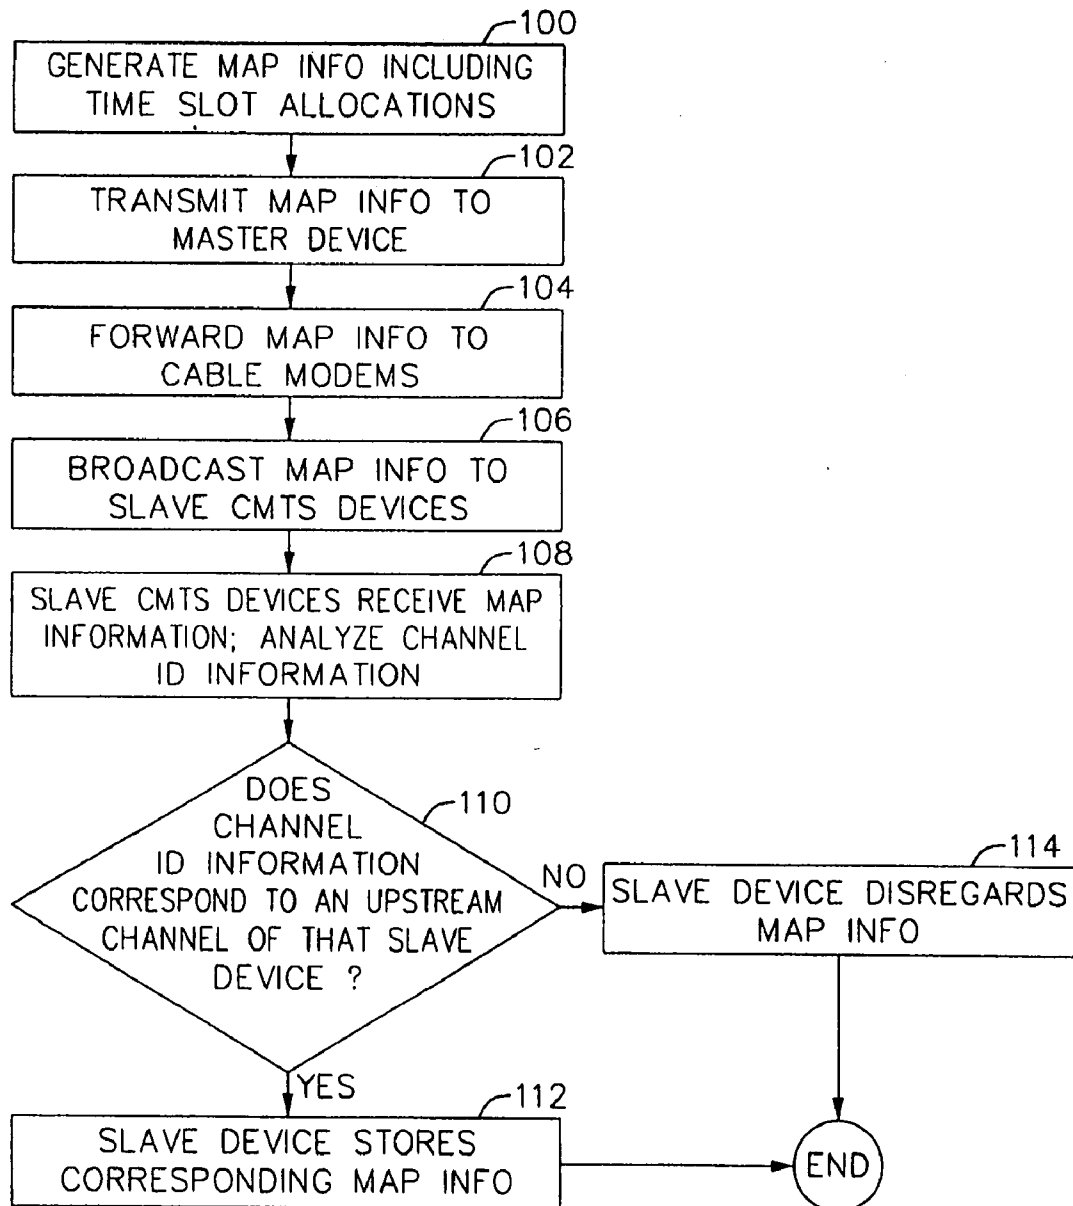 100
GENERATE MAP INFO INCLUDING
TIME SLOT ALLOCATIONS
102
TRANSMIT MAP INFO TO
MASTER DEVICE
104
FORWARD MAP INFO TO
CABLE MODEMS
106
BROADCAST MAP INFO TO
SLAVE CMTS DEVICES
108
SLAVE CMTS DEVICES RECEIVE MAP
INFORMATION; ANALYZE CHANNEL
ID INFORMATION
110
DOES
CHANNEL
ID INFORMATION
CORRESPOND TO AN UPSTREAM
CHANNEL OF THAT SLAVE
DEVICE ?
NO
114
SLAVE DEVICE DISREGARDS
MAP INFO
YES
112
SLAVE DEVICE STORES
CORRESPONDING MAP INFO
END